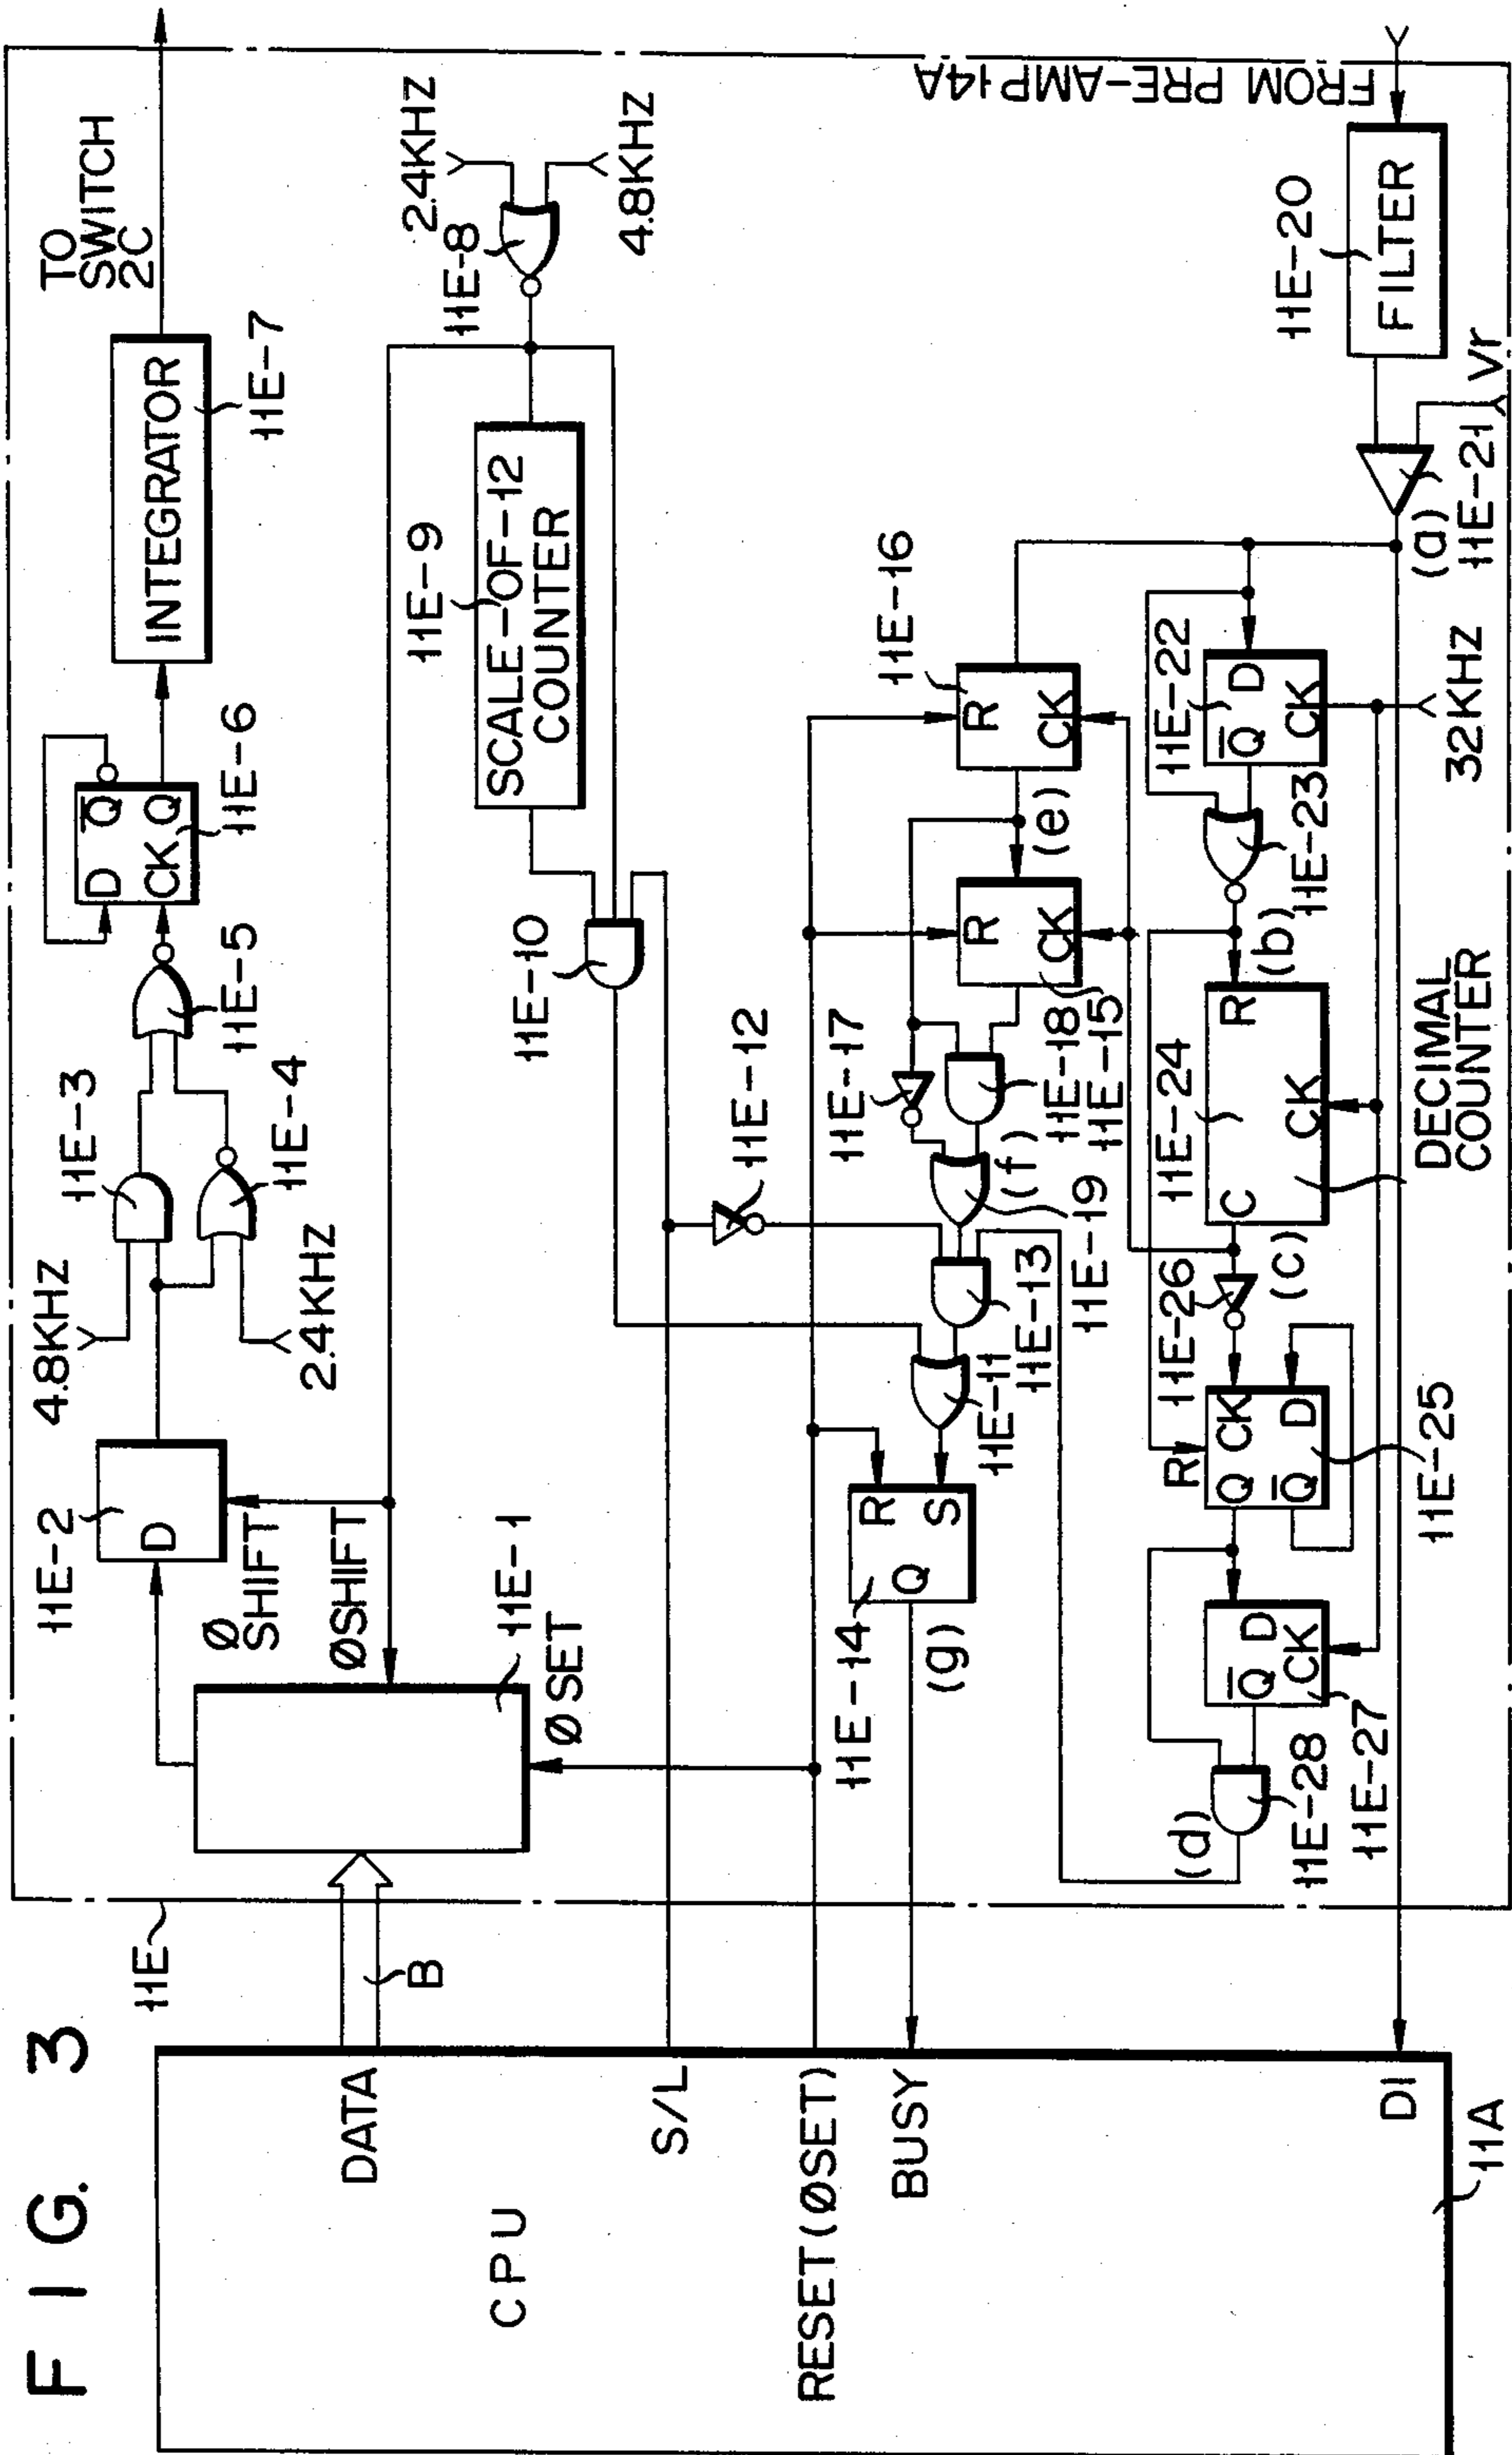 FIG. 3
11E
TO
SWITCH
2C
INTEGRATOR
11E-7
D Q̅
CK Q
11E-6
11E-5
11E-3
11E-4
4.8KHZ
2.4KHZ
11E-2
D
Ø
SHIFT
ØSHIFT
11E-1
Ø SET
B
2.4KHZ
4.8KHZ
11E-8
11E-9
SCALE-OF-12
COUNTER
11E-10
11E-12
11E-16
R
CK
(e)
R
CK
11E-17
11E-18
11E-15
(f)
11E-19
11E-13
11E-11
R
S
Q
11E-14
(g)
FROM PRE-AMP14A
11E-20
FILTER
Vr
11E-21
(a)
11E-22
Q̅ D
CK
32KHZ
11E-23
(b)
11E-24
R
C
CK
DECIMAL
COUNTER
(c)
11E-26
R
Q CK
Q̅ D
11E-25
Q̅ D
CK
11E-27
11E-28
(d)
CPU
DATA
S/L
RESET(ØSET)
BUSY
DI
11A